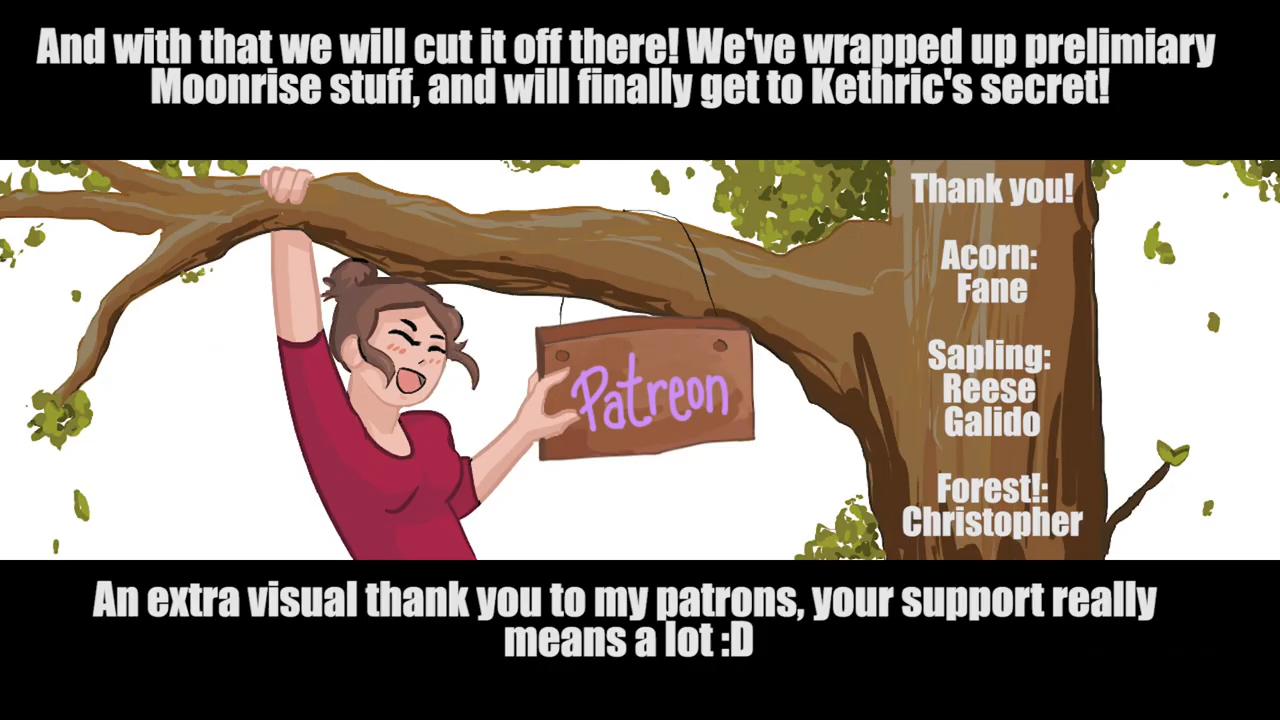 And with that we will cut it off there! We've wrapped up prelimiary
Moonrise stuff, and will finally get to Kethric's secret!
Thank you!
Acorn:
Fane
Sapling:
Reese
Galido
Forest!:
Christopher
Patreon
An extra visual thank you to my patrons, your support really
means a lot :D